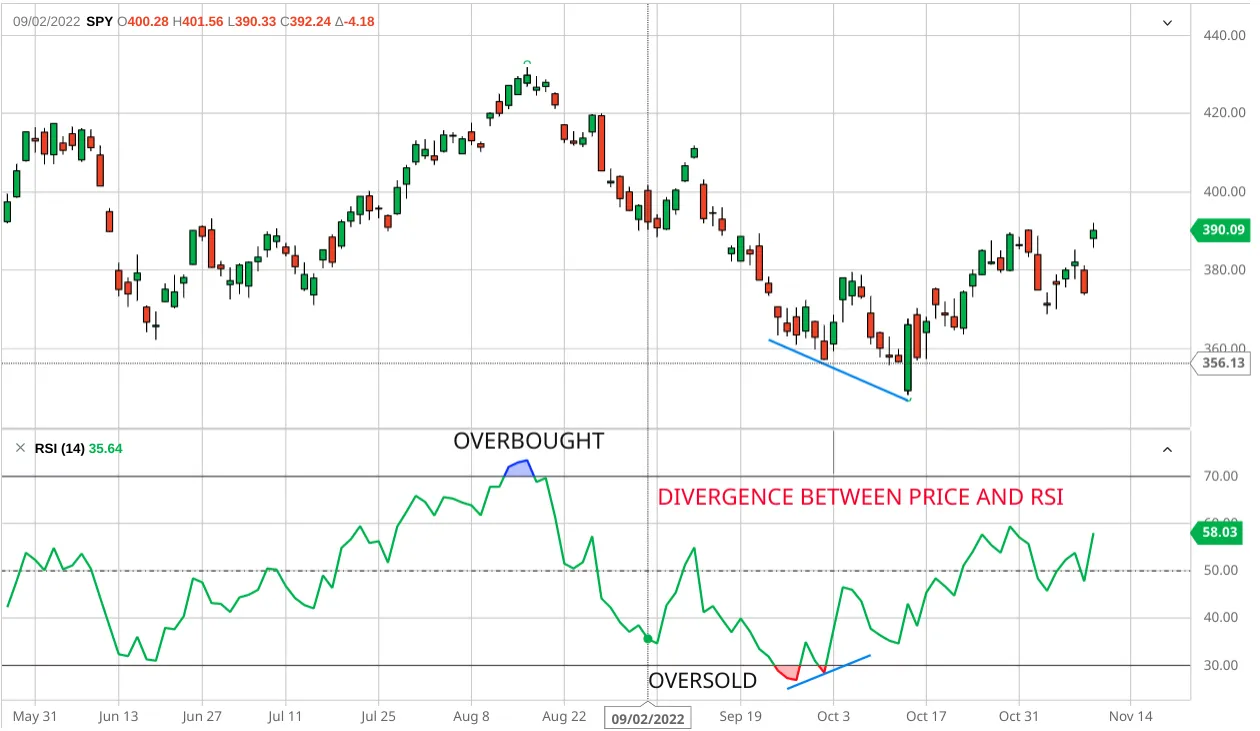 09/02/2022 SPY O400.28 H401.56 L390.33 C392.24 Δ-4.18
440.00
420.00
400.00
390.09
380.00
360.00
356.13
RSI (14) 35.64
OVERBOUGHT
70.00
DIVERGENCE BETWEEN PRICE AND RSI
60.00
58.03
50.00
40.00
30.00
OVERSOLD
May 31 Jun 13 Jun 27 Jul 11 Jul 25 Aug 8 Aug 22 09/02/2022 Sep 19 Oct 3 Oct 17 Oct 31 Nov 14